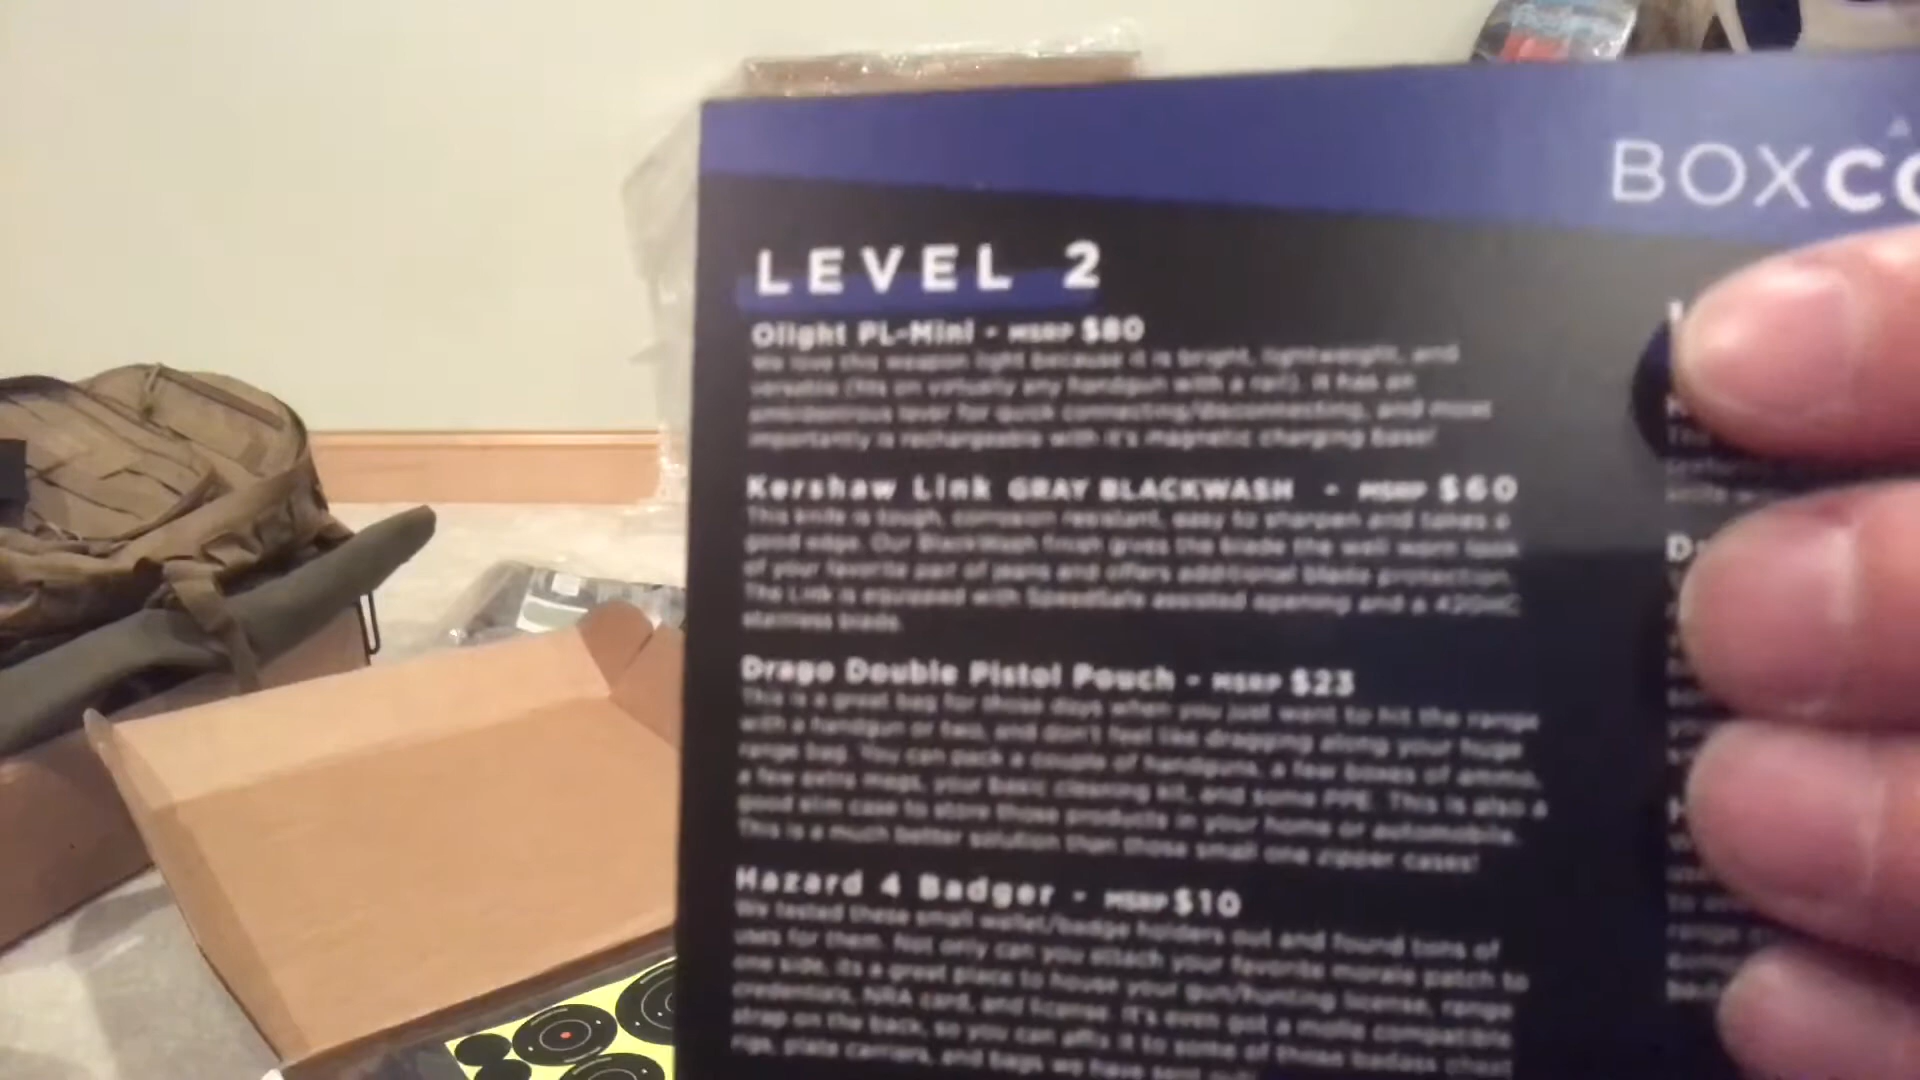 BOXCO
LEVEL 2
Olight PL-Mini - MSRP $80
We love this weapon light because it is bright, lightweight, and
versatile (fits on virtually any handgun with a rail). It has an
ambidextrous lever for quick connecting/disconnecting, and most
importantly is rechargeable with it's magnetic charging base!
Kershaw Link GRAY BLACKWASH - MSRP $60
This knife is tough, corrosion resistant, easy to sharpen and takes a
good edge. Our BlackWash finish gives the blade the well worn look
of your favorite pair of jeans and offers additional blade protection.
The Link is equipped with SpeedSafe assisted opening and a 420HC
stainless blade.
Drago Double Pistol Pouch - MSRP $23
This is a great bag for those days when you just want to hit the range
with a handgun or two, and don't feel like dragging along your huge
range bag. You can pack a couple of handguns, a few boxes of ammo,
a few extra mags, your basic cleaning kit, and some PPE. This is also a
good slim case to store those products in your home or automobile.
This is a much better solution than those small one zipper cases!
Hazard 4 Badger - MSRP $10
We tested these small wallet/badge holders out and found tons of
uses for them. Not only can you attach your favorite morale patch to
one side, its a great place to house your gun/hunting license, range
credentials, NRA card, and license. It's even got a molle compatible
strap on the back, so you can affix it to some of those badass chest
rigs, plate carriers, and bags we have sent out!